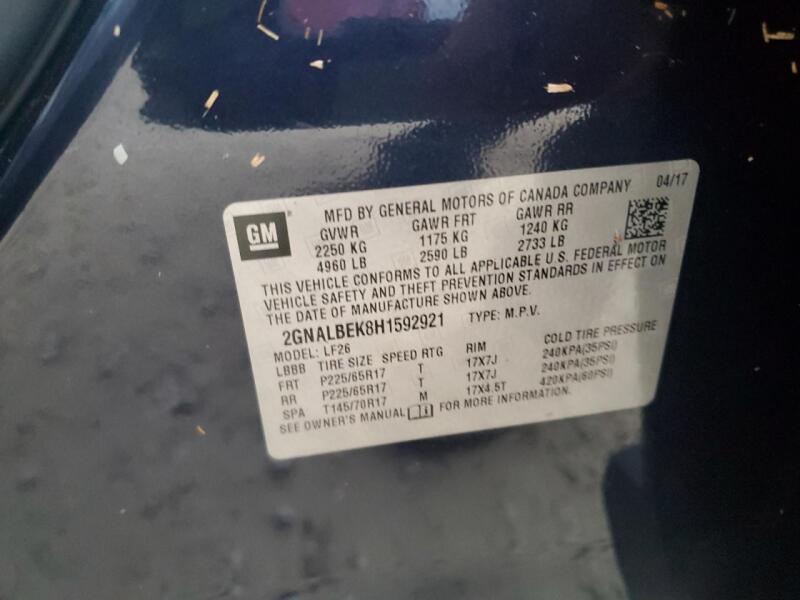 GM
MFD BY GENERAL MOTORS OF CANADA COMPANY 04/17
GVWR GAWR FRT GAWR RR
2250 KG 1175 KG 1240 KG
4960 LB 2590 LB 2733 LB
THIS VEHICLE CONFORMS TO ALL APPLICABLE U.S. FEDERAL MOTOR
VEHICLE SAFETY AND THEFT PREVENTION STANDARDS IN EFFECT ON
THE DATE OF MANUFACTURE SHOWN ABOVE.
2GNALBEK8H1592921 TYPE: M.P.V.
MODEL: LF26
LBBB TIRE SIZE SPEED RTG RIM COLD TIRE PRESSURE
FRT P225/65R17 T 17X7J 240KPA(35PSI)
RR P225/65R17 T 17X7J 240KPA(35PSI)
SPA T145/70R17 M 17X4.5T 420KPA(60PSI)
SEE OWNER'S MANUAL FOR MORE INFORMATION.